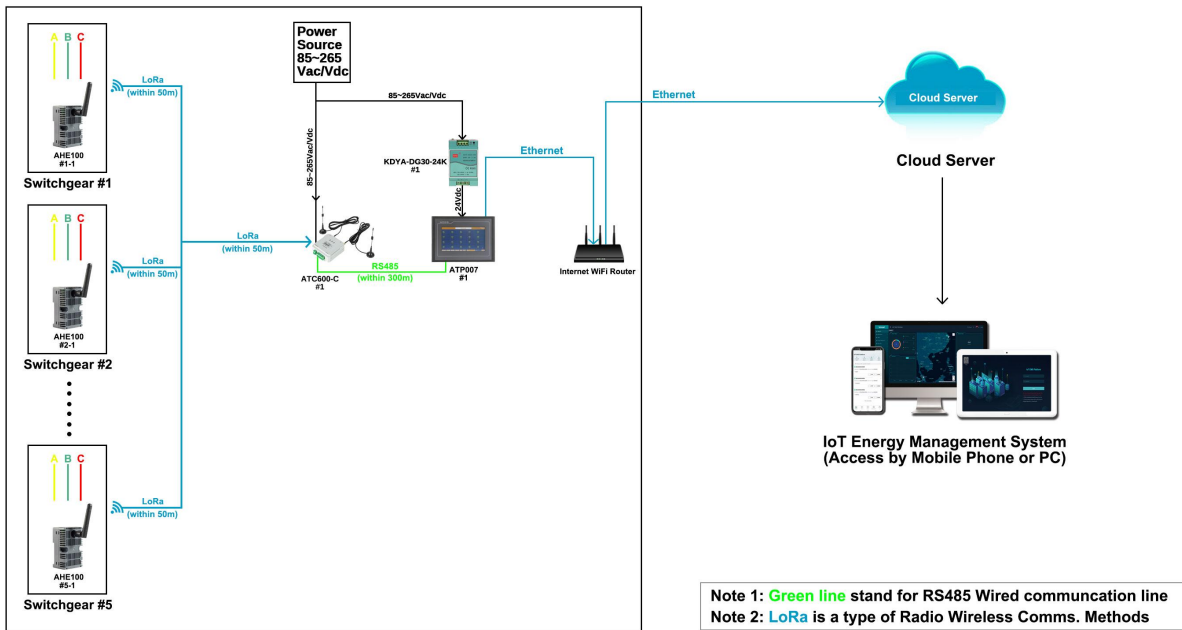 A B C
AHE100
#1-1
Switchgear #1
LoRa
(within 50m)
A B C
AHE100
#2-1
Switchgear #2
LoRa
(within 50m)
A B C
AHE100
#5-1
Switchgear #5
LoRa
(within 50m)
LoRa
(within 50m)
Power
Source
85~265
Vac/Vdc
85~265Vac/Vdc
85~265Vac/Vdc
KDYA-DG30-24K
#1
24Vdc
ATC600-C
#1
RS485
(within 300m)
ATP007
#1
Ethernet
Internet WiFi Router
Ethernet
Cloud Server
Cloud Server
IoT Energy Management System
(Access by Mobile Phone or PC)
Note 1: Green line stand for RS485 Wired communcation line
Note 2: LoRa is a type of Radio Wireless Comms. Methods